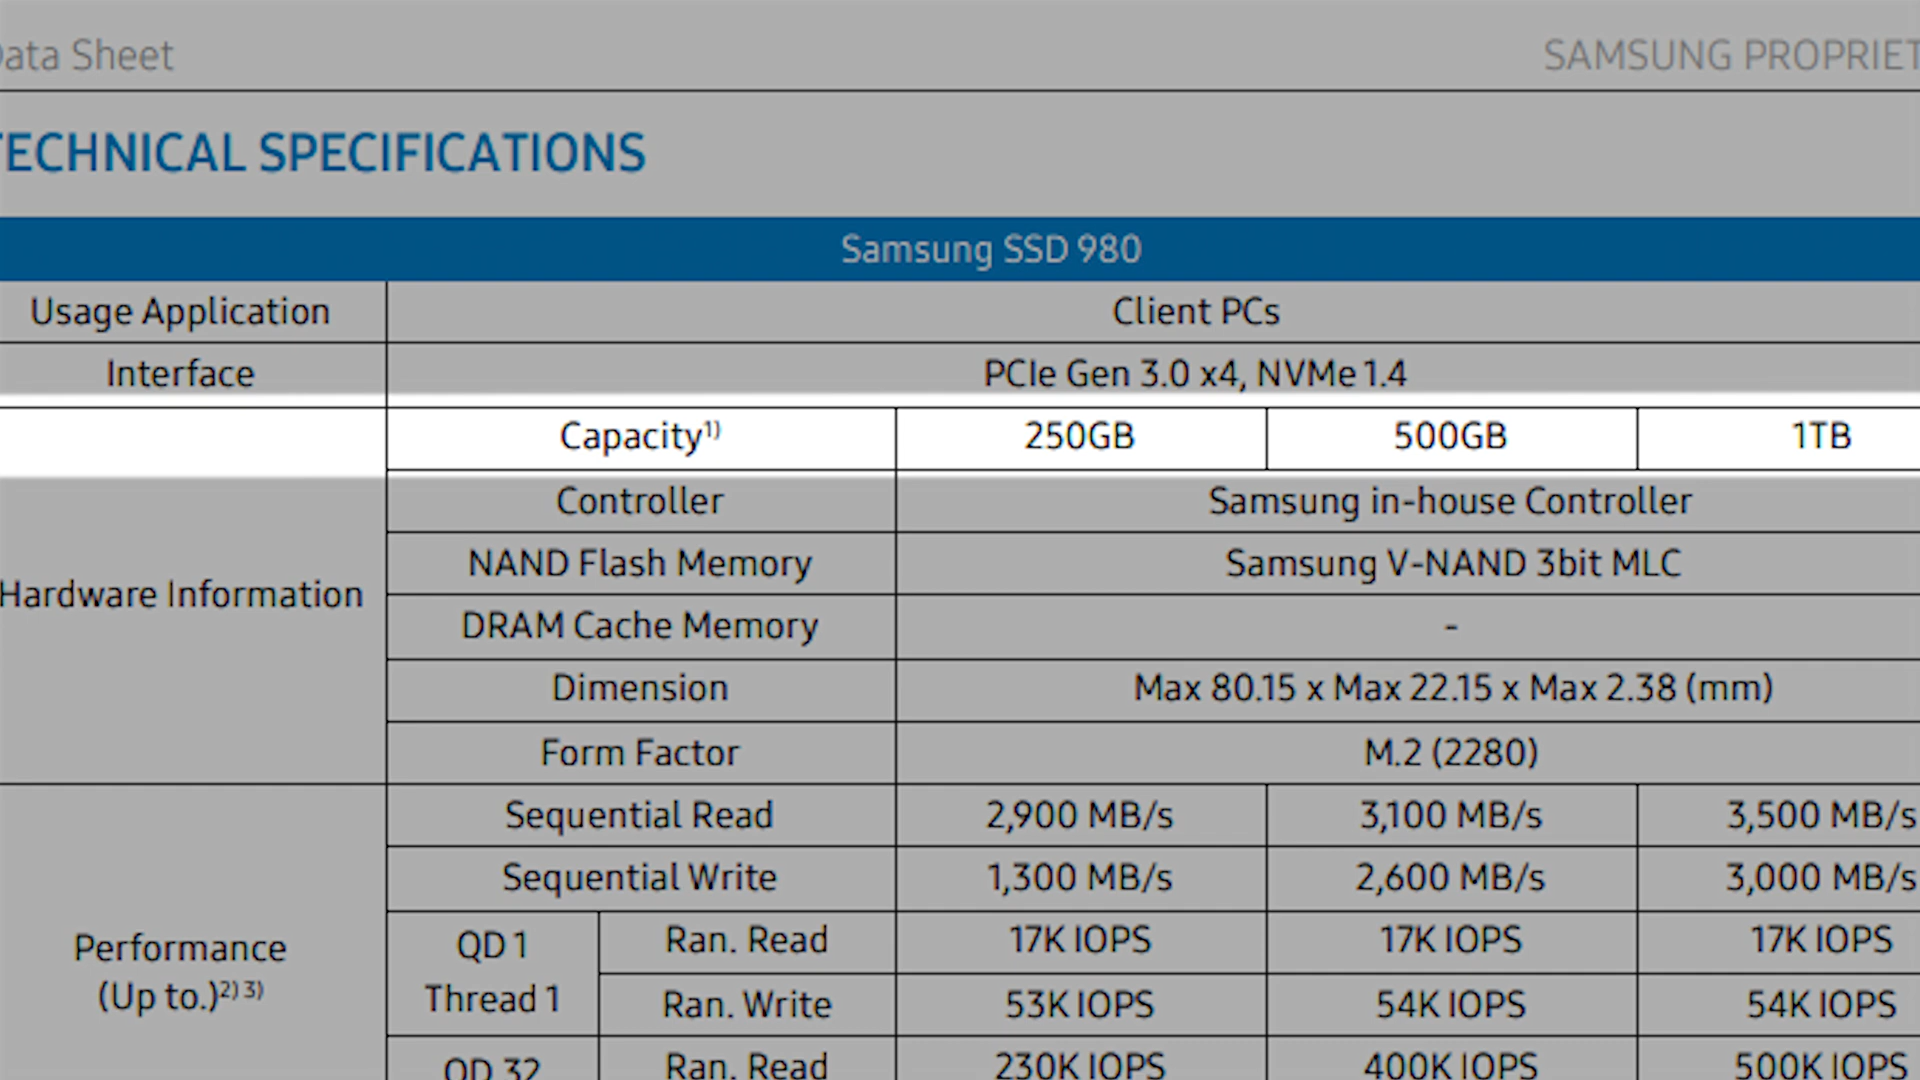 Data Sheet SAMSUNG PROPRIET
TECHNICAL SPECIFICATIONS
Samsung SSD 980
Usage Application Client PCs
Interface PCIe Gen 3.0 x4, NVMe 1.4
Capacity1) 250GB 500GB 1TB
Controller Samsung in-house Controller
NAND Flash Memory Samsung V-NAND 3bit MLC
Hardware Information
DRAM Cache Memory -
Dimension Max 80.15 x Max 22.15 x Max 2.38 (mm)
Form Factor M.2 (2280)
Sequential Read 2,900 MB/s 3,100 MB/s 3,500 MB/s
Sequential Write 1,300 MB/s 2,600 MB/s 3,000 MB/s
Performance
(Up to.)2) 3)
QD 1
Thread 1
Ran. Read 17K IOPS 17K IOPS 17K IOPS
Ran. Write 53K IOPS 54K IOPS 54K IOPS
QD 32 Ran. Read 230K IOPS 400K IOPS 500K IOPS